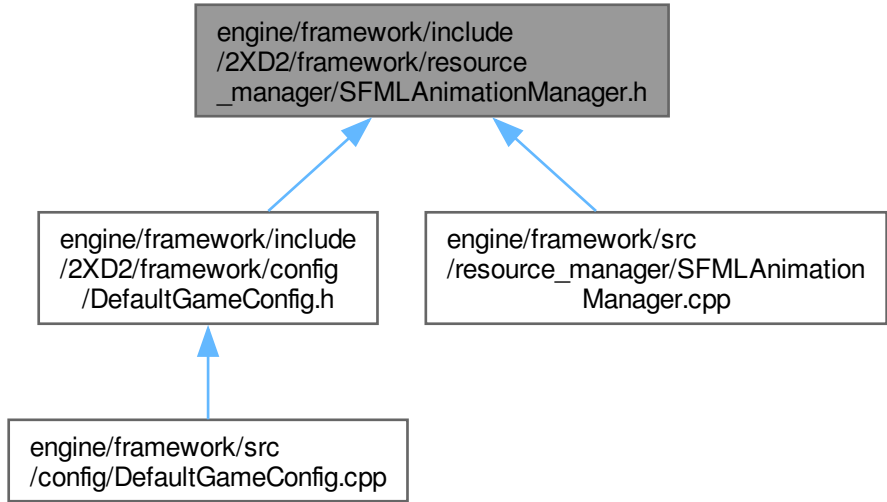 engine/framework/include
/2XD2/framework/resource
_manager/SFMLAnimationManager.h
engine/framework/include
/2XD2/framework/config
/DefaultGameConfig.h
engine/framework/src
/resource_manager/SFMLAnimation
Manager.cpp
engine/framework/src
/config/DefaultGameConfig.cpp